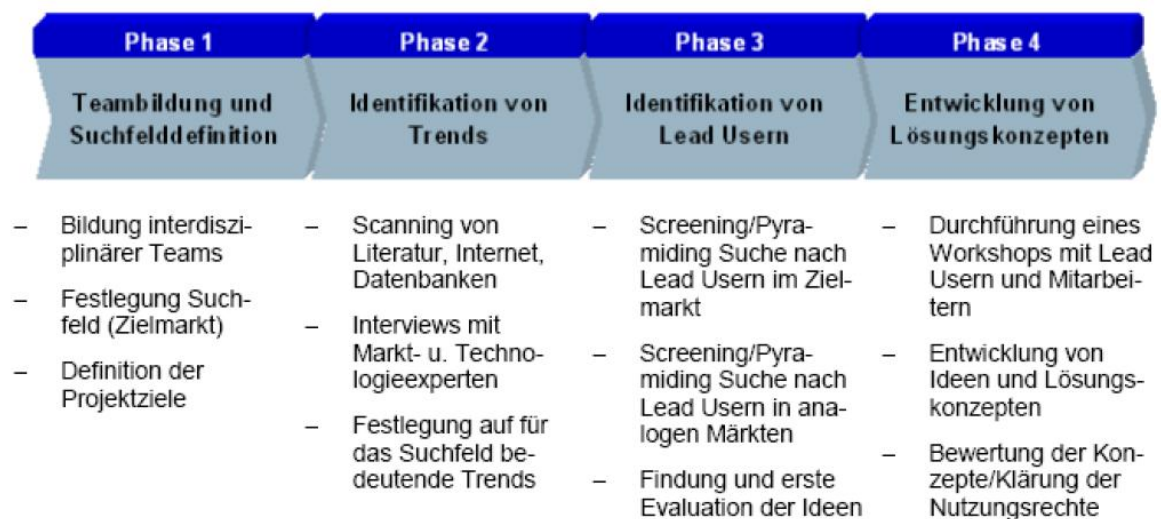 Phase 1
Teambildung und
Suchfelddefinition
– Bildung interdiszi-
plinärer Teams
– Festlegung Such-
feld (Zielmarkt)
– Definition der
Projektziele
Phase 2
Identifikation von
Trends
– Scanning von
Literatur, Internet,
Datenbanken
– Interviews mit
Markt- u. Techno-
logieexperten
– Festlegung auf für
das Suchfeld be-
deutende Trends
Phase 3
Identifikation von
Lead Usern
– Screening/Pyra-
miding Suche nach
Lead Usern im Ziel-
markt
– Screening/Pyra-
miding Suche nach
Lead Usern in ana-
logen Märkten
– Findung und erste
Evaluation der Ideen
Phase 4
Entwicklung von
Lösungskonzepten
– Durchführung eines
Workshops mit Lead
Usern und Mitarbei-
tern
– Entwicklung von
Ideen und Lösungs-
konzepten
– Bewertung der Kon-
zepte/Klärung der
Nutzungsrechte